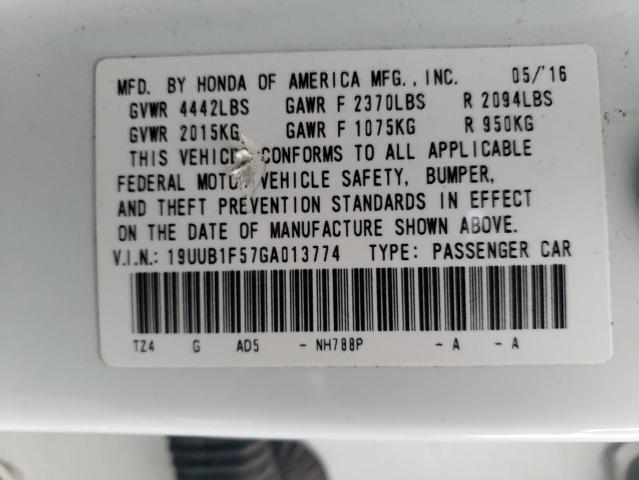 MFD. BY HONDA OF AMERICA MFG., INC. 05/'16
GVWR 4442LBS GAWR F 2370LBS R 2094LBS
GVWR 2015KG GAWR F 1075KG R 950KG
THIS VEHICLE CONFORMS TO ALL APPLICABLE
FEDERAL MOTOR VEHICLE SAFETY, BUMPER,
AND THEFT PREVENTION STANDARDS IN EFFECT
ON THE DATE OF MANUFACTURE SHOWN ABOVE.
V.I.N.: 19UUB1F57GA013774 TYPE: PASSENGER CAR
TZ4 G AD5 - NH788P - A - A